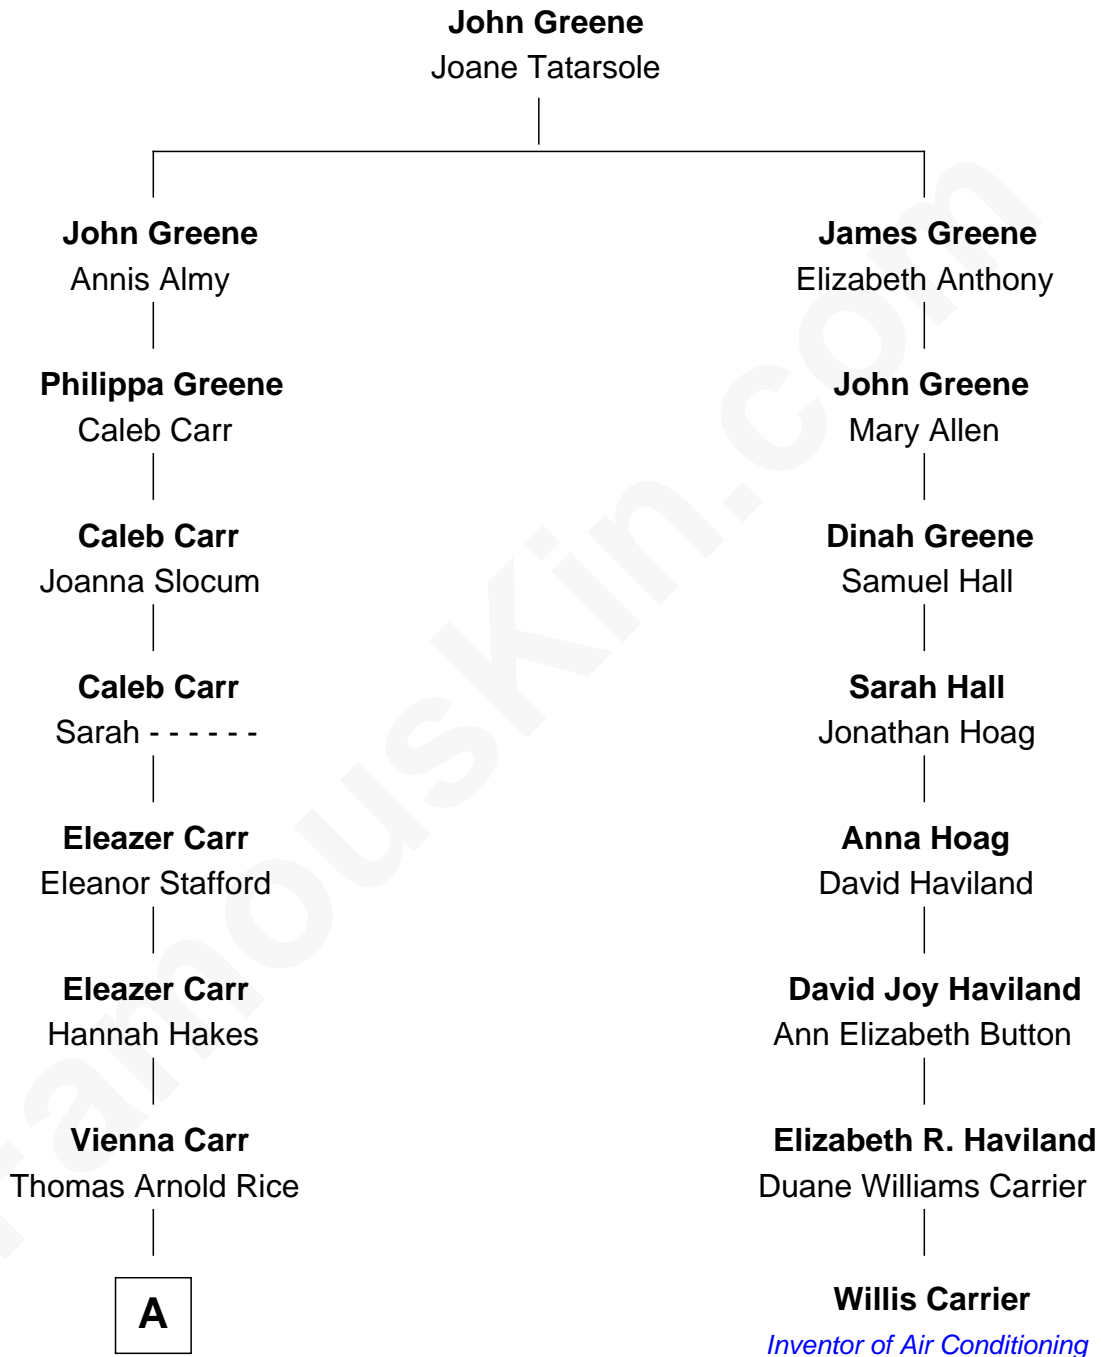 John Greene
Joane Tatarsole
John Greene
Annis Almy
Philippa Greene
Caleb Carr
Caleb Carr
Joanna Slocum
Caleb Carr
Sarah - - - - - -
Eleazer Carr
Eleanor Stafford
Eleazer Carr
Hannah Hakes
Vienna Carr
Thomas Arnold Rice
A
James Greene
Elizabeth Anthony
John Greene
Mary Allen
Dinah Greene
Samuel Hall
Sarah Hall
Jonathan Hoag
Anna Hoag
David Haviland
David Joy Haviland
Ann Elizabeth Button
Elizabeth R. Haviland
Duane Williams Carrier
Willis Carrier
Inventor of Air Conditioning
FamousKin.com